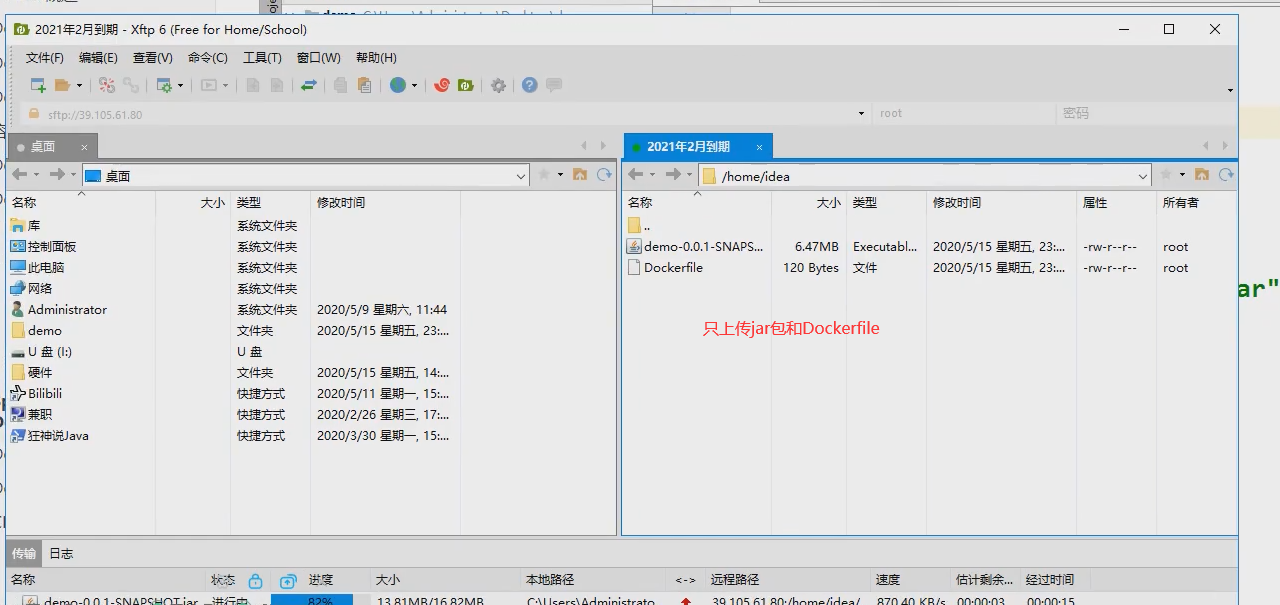 2021年2月到期 - Xftp 6 (Free for Home/School)
文件(F) 编辑(E) 查看(V) 命令(C) 工具(T) 窗口(W) 帮助(H)
sftp://39.105.61.80 root 密码
桌面 × 2021年2月到期 ×
桌面 /home/idea
名称 大小 类型 修改时间 名称 大小 类型 修改时间 属性 所有者
库 系统文件夹 ..
控制面板 系统文件夹 demo-0.0.1-SNAPS... 6.47MB Executabl... 2020/5/15 星期五, 23:... -rw-r--r-- root
此电脑 系统文件夹 Dockerfile 120 Bytes 文件 2020/5/15 星期五, 23:... -rw-r--r-- root
网络 系统文件夹
ar"
Administrator 系统文件夹 2020/5/9 星期六, 11:44
demo 文件夹 2020/5/15 星期五, 23:... 只上传jar包和Dockerfile
U 盘 (I:) U 盘
硬件 文件夹 2020/5/15 星期五, 14:...
Bilibili 快捷方式 2020/5/11 星期一, 15:...
兼职 快捷方式 2020/2/26 星期三, 17:...
狂神说Java 快捷方式 2020/3/30 星期一, 15:...
传输 日志
名称 状态 进度 大小 本地路径 <-> 远程路径 速度 估计剩余... 经过时间
demo-0.0.1-SNAPSHOT.jar 进行中 82% 13.81MB/16.82MB C:\Users\Administrato... 39.105.61.80:/home/idea/... 870.40 KB/s 00:00:03 00:00:15